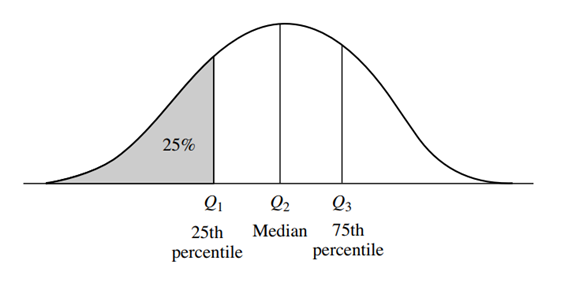 25%
Q1 Q2 Q3
25th percentile
Median
75th percentile